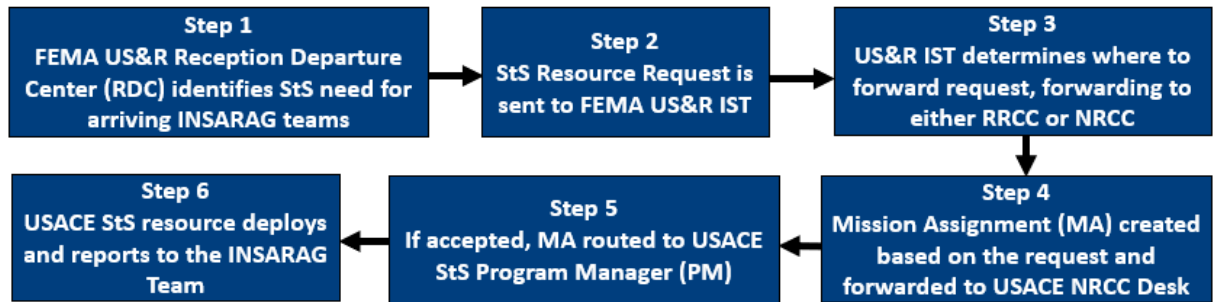 Step 1
FEMA US&R Reception Departure
Center (RDC) identifies StS need for
arriving INSARAG teams
Step 2
StS Resource Request is
sent to FEMA US&R IST
Step 3
US&R IST determines where to
forward request, forwarding to
either RRCC or NRCC
Step 4
Mission Assignment (MA) created
based on the request and
forwarded to USACE NRCC Desk
Step 5
If accepted, MA routed to USACE
StS Program Manager (PM)
Step 6
USACE StS resource deploys
and reports to the INSARAG
Team